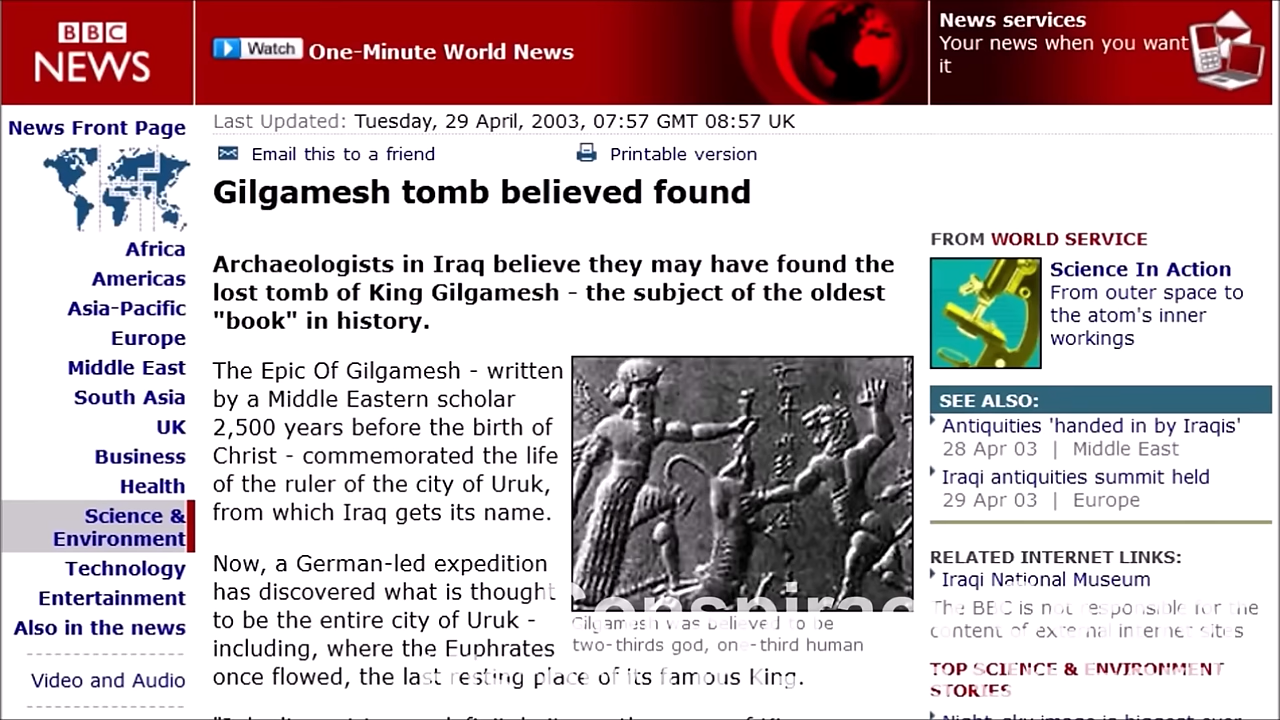 BBC
NEWS
Watch One-Minute World News
News services
Your news when you want
it
News Front Page
Africa
Americas
Asia-Pacific
Europe
Middle East
South Asia
UK
Business
Health
Science &
Environment
Technology
Entertainment
Also in the news
Video and Audio
Last Updated: Tuesday, 29 April, 2003, 07:57 GMT 08:57 UK
Email this to a friend
Printable version
Gilgamesh tomb believed found
Archaeologists in Iraq believe they may have found the
lost tomb of King Gilgamesh - the subject of the oldest
"book" in history.
The Epic Of Gilgamesh - written
by a Middle Eastern scholar
2,500 years before the birth of
Christ - commemorated the life
of the ruler of the city of Uruk,
from which Iraq gets its name.
Now, a German-led expedition
has discovered what is thought
to be the entire city of Uruk -
including, where the Euphrates
once flowed, the last resting place of its famous King.
Gilgamesh was believed to be
two-thirds god, one-third human
FROM WORLD SERVICE
Science In Action
From outer space to
the atom's inner
workings
SEE ALSO:
Antiquities 'handed in by Iraqis'
28 Apr 03 | Middle East
Iraqi antiquities summit held
29 Apr 03 | Europe
RELATED INTERNET LINKS:
Iraqi National Museum
The BBC is not responsible for the
content of external internet sites
TOP SCIENCE & ENVIRONMENT
STORIES